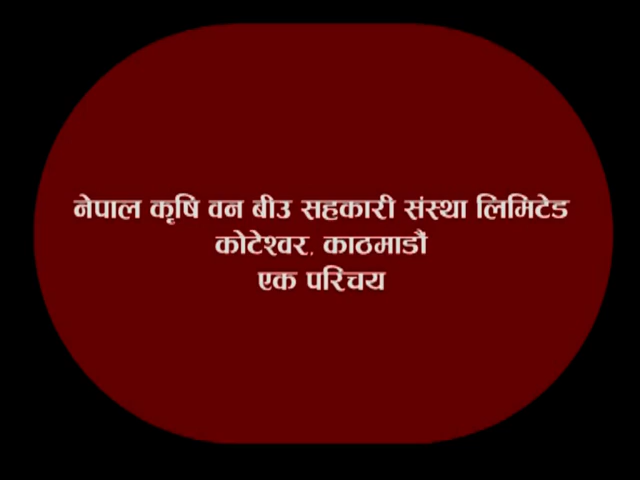 नेपाल कृषि वन बीउ सहकारी संस्था लिमिटेड
कोटेश्वर, काठमाडौं
एक परिचय